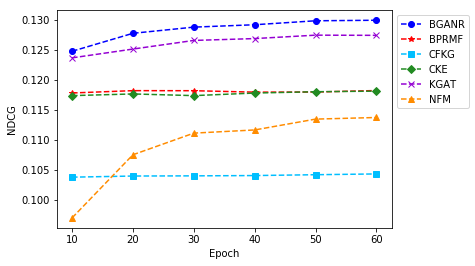 NDCG
0.130
0.125
0.120
0.115
0.110
0.105
0.100
10 20 30 40 50 60
Epoch
BGANR
BPRMF
CFKG
CKE
KGAT
NFM